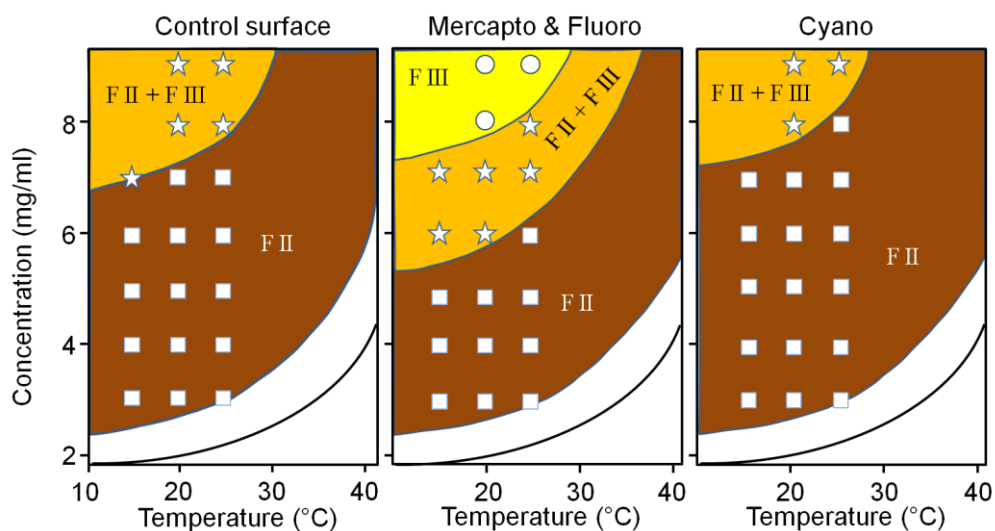 Control surface
Mercapto & Fluoro
Cyano
Concentration (mg/ml)
8
6
4
2
F II + F III
F II
F III
F II + F III
F II
F II + F III
F II
10 20 30 40
20 30 40
20 30 40
Temperature (°C)
Temperature (°C)
Temperature (°C)